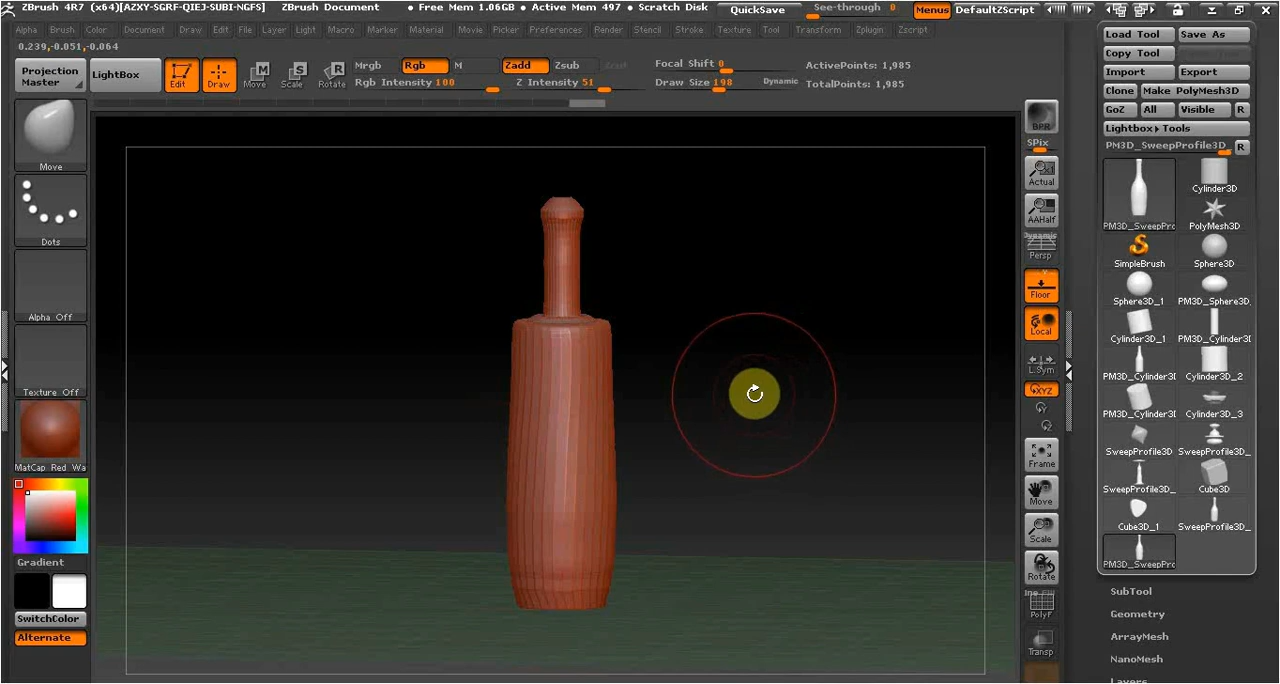 ZBrush 4R7 (x64)[AZXY-SGRF-QIEJ-SUBI-NGFS] ZBrush Document • Free Mem 1.06GB • Active Mem 497 • Scratch Disk QuickSave See-through 0 Menus DefaultZScript
Alpha Brush Color Document Draw Edit File Layer Light Macro Marker Material Movie Picker Preferences Render Stencil Stroke Texture Tool Transform Zplugin Zscript
0.239,-0.051,-0.064
Projection Master
LightBox
Edit
Draw
Move
Scale
Rotate
Mrgb Rgb M
Rgb Intensity 100
Zadd Zsub
Z Intensity 51
Focal Shift 0
Draw Size 198 Dynamic
ActivePoints: 1,985
TotalPoints: 1,985
Move
Dots
Alpha Off
Texture Off
MatCap Red Wa
Gradient
SwitchColor
Alternate
BPR
SPix
Actual
AAHalf
Dynamic
Persp
Floor
Local
L.Sym
XYZ
Frame
Move
Scale
Rotate
PolyF
Transp
Load Tool Save As
Copy Tool
Import Export
Clone Make PolyMesh3D
GoZ All Visible R
Lightbox▸Tools
PM3D_SweepProfile3D R
PM3D_SweepPro
Cylinder3D
PolyMesh3D
SimpleBrush Sphere3D
Sphere3D_1 PM3D_Sphere3D.
Cylinder3D_1 PM3D_Cylinder3D
PM3D_Cylinder3D Cylinder3D_2
PM3D_Cylinder3D Cylinder3D_3
SweepProfile3D SweepProfile3D_
SweepProfile3D_ Cube3D
Cube3D_1 SweepProfile3D_
PM3D_SweepPro
SubTool
Geometry
ArrayMesh
NanoMesh
Layers